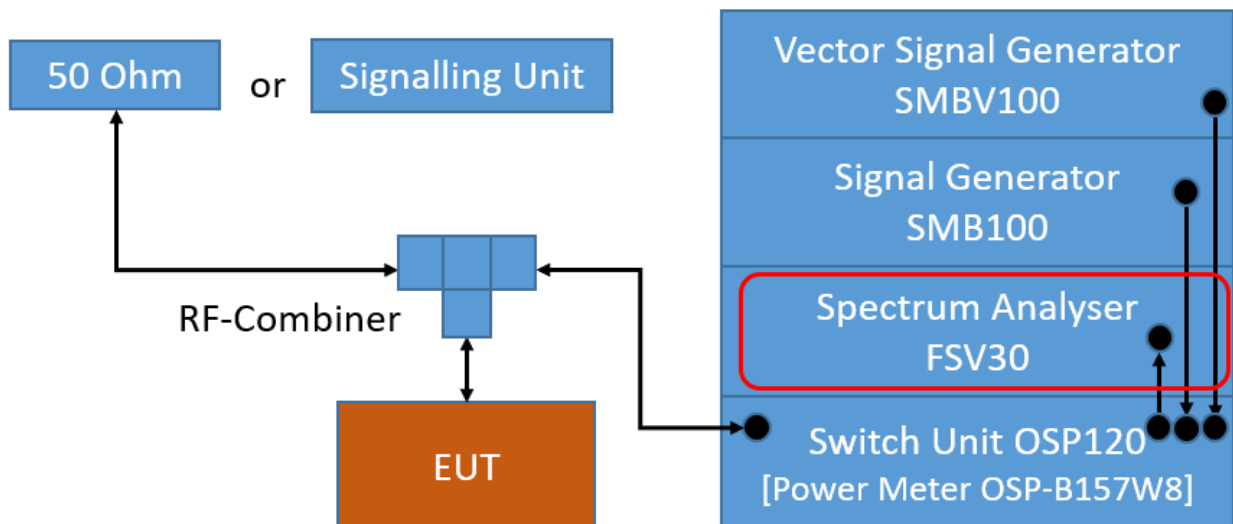 50 Ohm
or
Signalling Unit
RF-Combiner
EUT
Vector Signal Generator
SMBV100
Signal Generator
SMB100
Spectrum Analyser
FSV30
Switch Unit OSP120
[Power Meter OSP-B157W8]